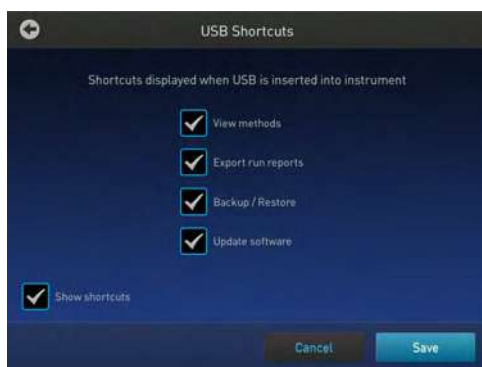 USB Shortcuts
Shortcuts displayed when USB is inserted into instrument
View methods
Export run reports
Backup / Restore
Update software
Show shortcuts
Cancel
Save